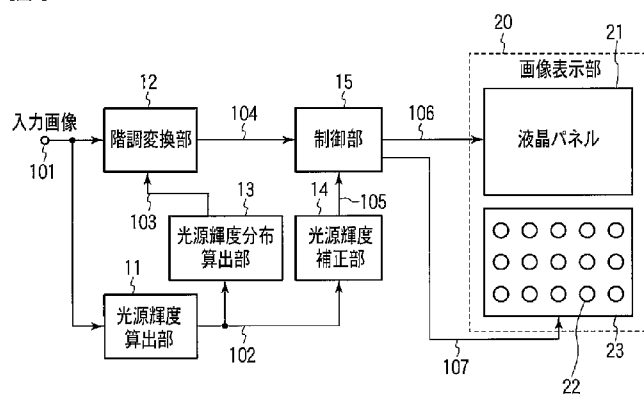 20
21
画像表示部
12
15
入力画像
104
106
階調変換部
制御部
液晶パネル
101
103
13
14
105
光源輝度分布
算出部
光源輝度
補正部
11
光源輝度
算出部
102
107
22
23